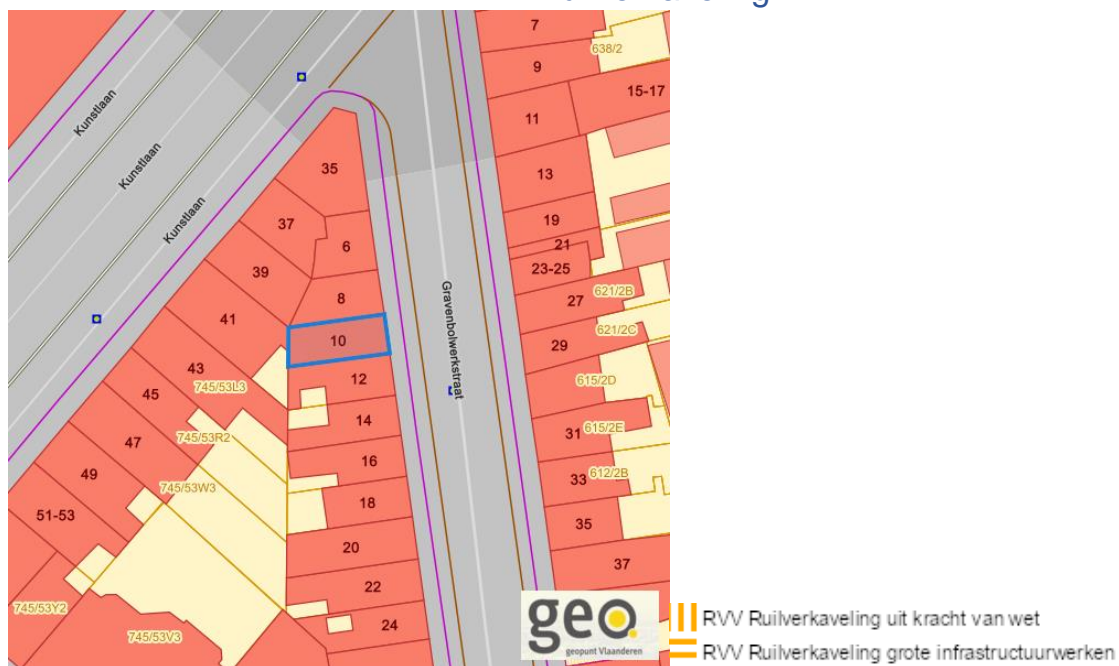 7
638/2
9
15-17
11
Kunstlaan
Kunstlaan
Kunstlaan
35
13
37
19
6
21
39
23-25
8
27
621/2B
41
10
Gravenbolwerkstraat
621/2C
29
43
12
745/53L3
615/2D
45
14
31
615/2E
47
745/53R2
16
33
612/2B
49
745/53W3
18
51-53
35
20
37
22
745/53Y2
24
745/53V3
geo
geopunt Vlaanderen
RVV Ruilverkaveling uit kracht van wet
RVV Ruilverkaveling grote infrastructuurwerken